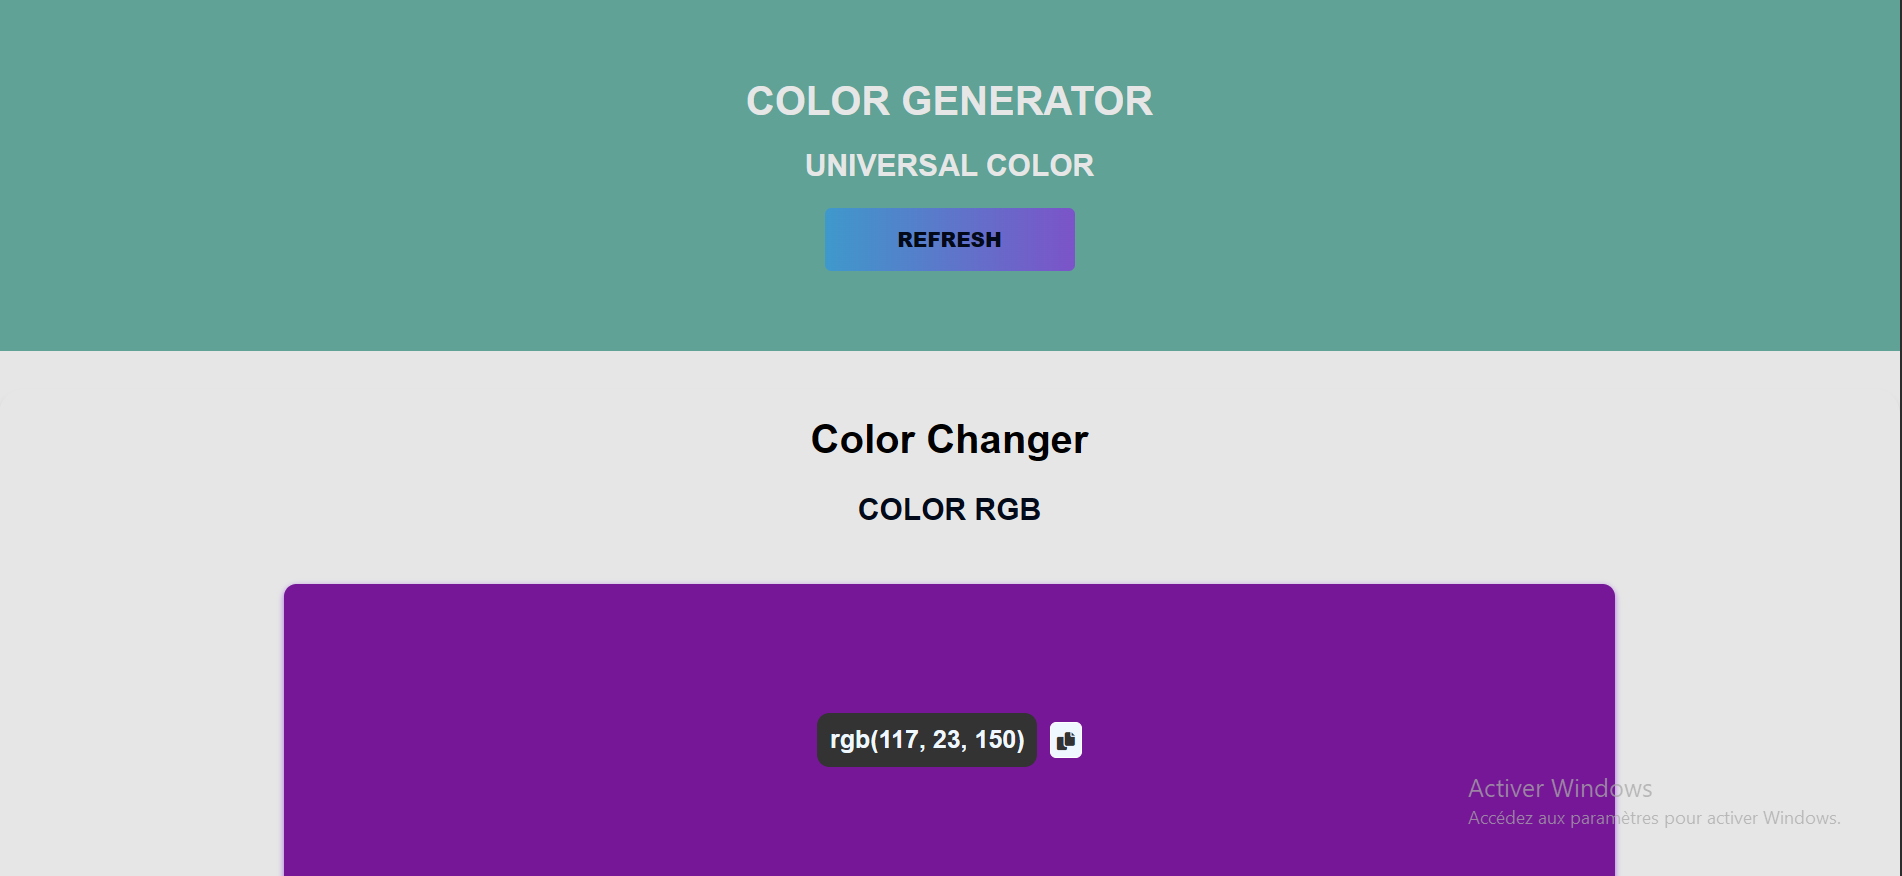 COLOR GENERATOR
UNIVERSAL COLOR
REFRESH
Color Changer
COLOR RGB
rgb(117, 23, 150)
Activer Windows
Accédez aux paramètres pour activer Windows.